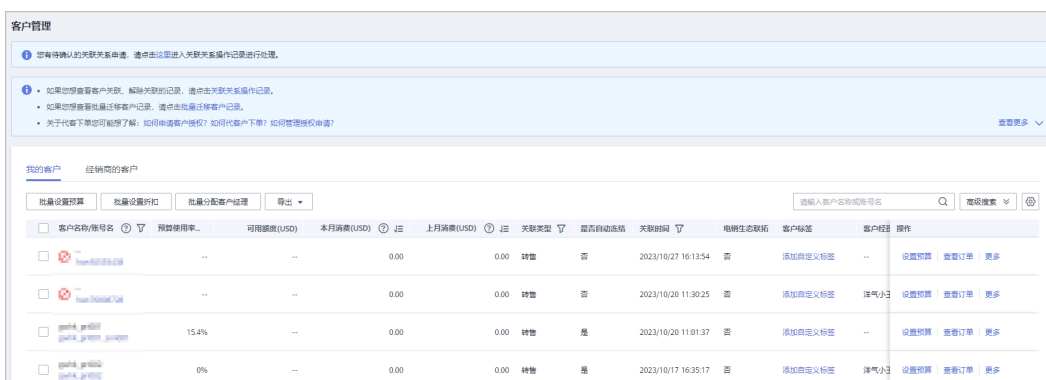 客户管理
您有待确认的关联关系申请，请点击这里进入关联关系操作记录进行处理。
• 如果您想查看客户关联、解除关联的记录，请点击关联关系操作记录。
• 如果您想查看批量迁移客户记录，请点击批量迁移客户记录。
• 关于代客下单您可能想了解：如何申请客户授权？如何代客户下单？如何管理授权申请？
查看更多
我的客户 经销商的客户
批量设置预算 批量设置折扣 批量分配客户经理 导出 请输入客户名称或账号名 高级搜索
客户名称/账号名 预算使用率... 可用额度(USD) 本月消费(USD) 上月消费(USD) 关联类型 是否自动冻结 关联时间 电销生态联拓 客户标签 客户经理 操作
-- -- 0.00 0.00 转售 否 2023/10/27 16:13:54 否 添加自定义标签 -- 设置预算 查看订单 更多
-- -- 0.00 0.00 转售 否 2023/10/20 11:30:25 否 添加自定义标签 洋气小王 设置预算 查看订单 更多
15.4% -- 0.00 0.00 转售 是 2023/10/20 11:01:37 否 添加自定义标签 -- 设置预算 查看订单 更多
0% -- 0.00 0.00 转售 是 2023/10/17 16:35:17 否 添加自定义标签 洋气小王 设置预算 查看订单 更多